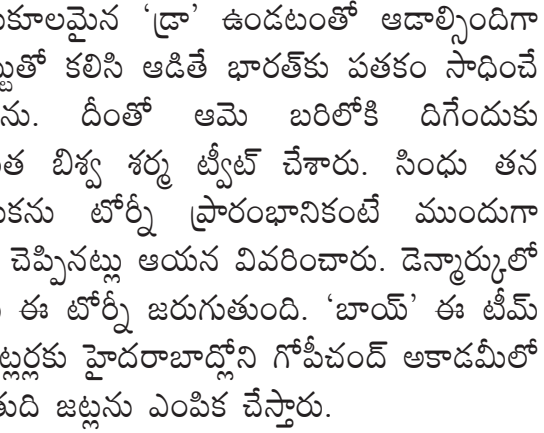 కూలమైన ‘డ్రా’ ఉండటంతో ఆడాల్సిందిగా
కలిసి ఆడితే భారత్‌కు పతకం సాధించే
ను. దీంతో ఆమె బరిలోకి దిగేందుకు
త బిశ్వ శర్మ ట్వీట్ చేశారు. సింధు తన
కను టోర్నీ ప్రారంభానికంటే ముందుగా
చెప్పినట్లు ఆయన వివరించారు. డెన్మార్కులో
ఈ టోర్నీ జరుగుతుంది. ‘బాయ్’ ఈ టీమ్
ట్లర్లకు హైదరాబాద్లోని గోపీచంద్ అకాడమీలో
తుది జట్లను ఎంపిక చేస్తారు.